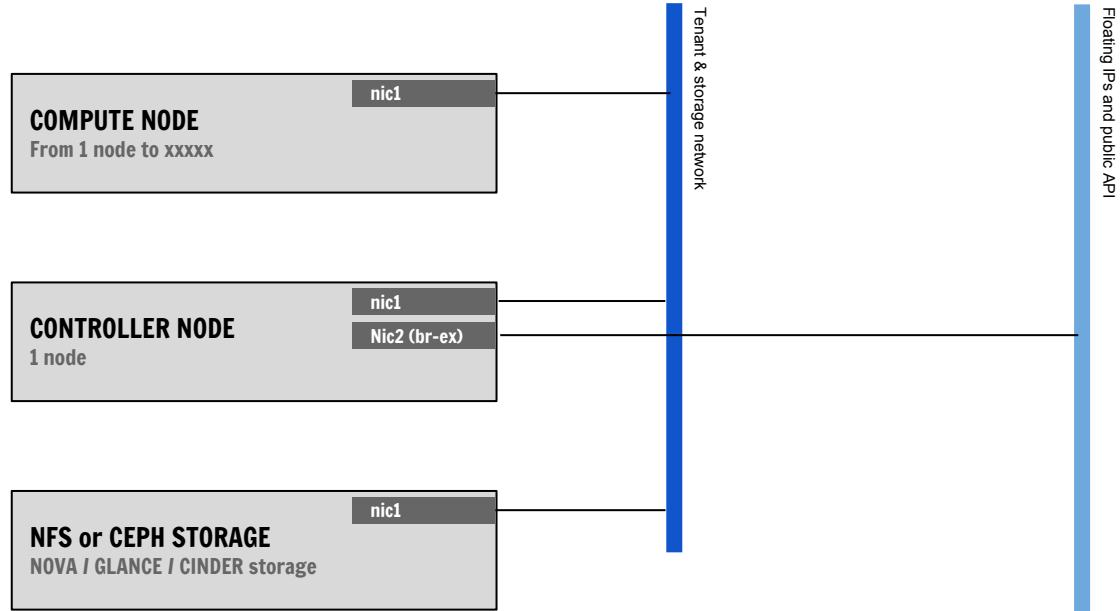 Tenant & storage network
Floating IPs and public API
nic1
COMPUTE NODE
From 1 node to xxxxx
nic1
CONTROLLER NODE
Nic2 (br-ex)
1 node
nic1
NFS or CEPH STORAGE
NOVA / GLANCE / CINDER storage